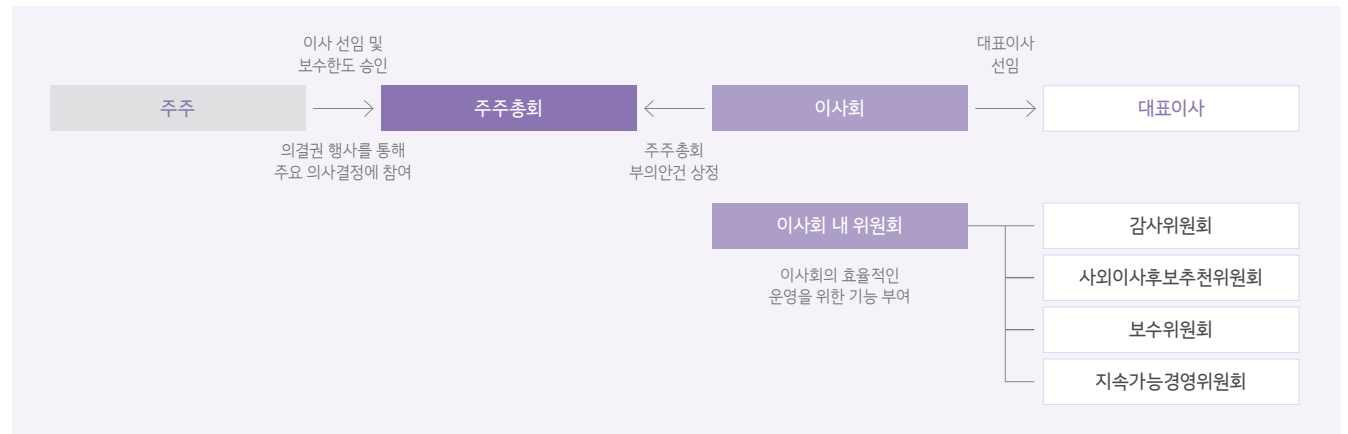 이사 선임 및
보수한도 승인
대표이사
선임
주주
주주총회
이사회
대표이사
의결권 행사를 통해
주요 의사결정에 참여
주주총회
부의안건 상정
이사회 내 위원회
감사위원회
이사회의 효율적인
운영을 위한 기능 부여
사외이사후보추천위원회
보수위원회
지속가능경영위원회